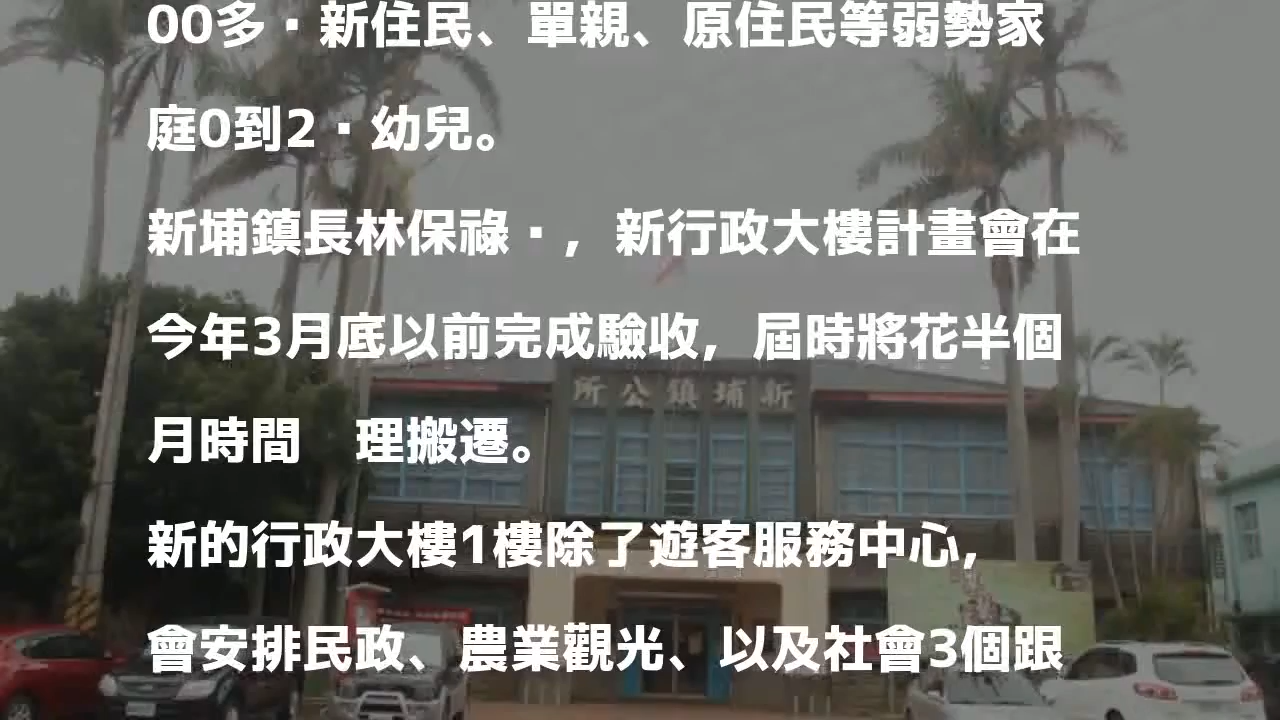 00多▪新住民、單親、原住民等弱勢家
庭0到2▪幼兒。
新埔鎮長林保祿▪，新行政大樓計畫會在
今年3月底以前完成驗收，屆時將花半個
月時間　理搬遷。
新的行政大樓1樓除了遊客服務中心，
會安排民政、農業觀光、以及社會3個跟
所公鎮埔新